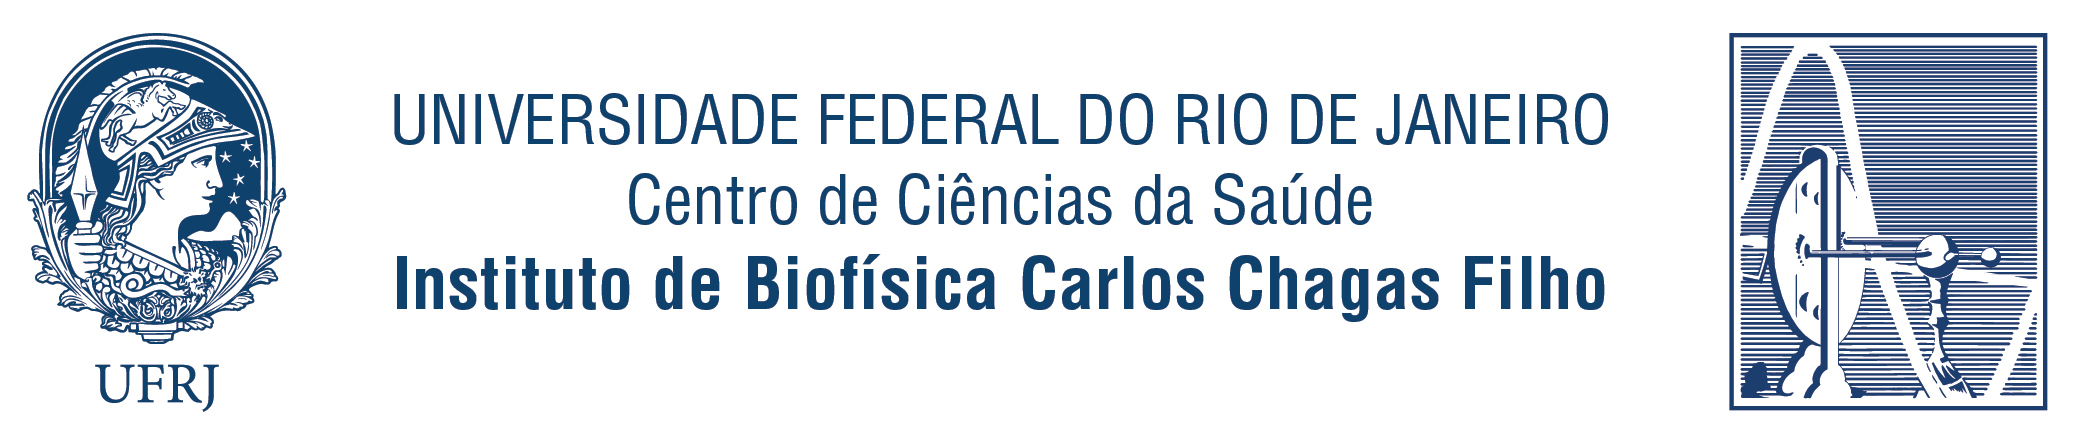 UNIVERSIDADE FEDERAL DO RIO DE JANEIRO
Centro de Ciências da Saúde
Instituto de Biofísica Carlos Chagas Filho
UFRJ